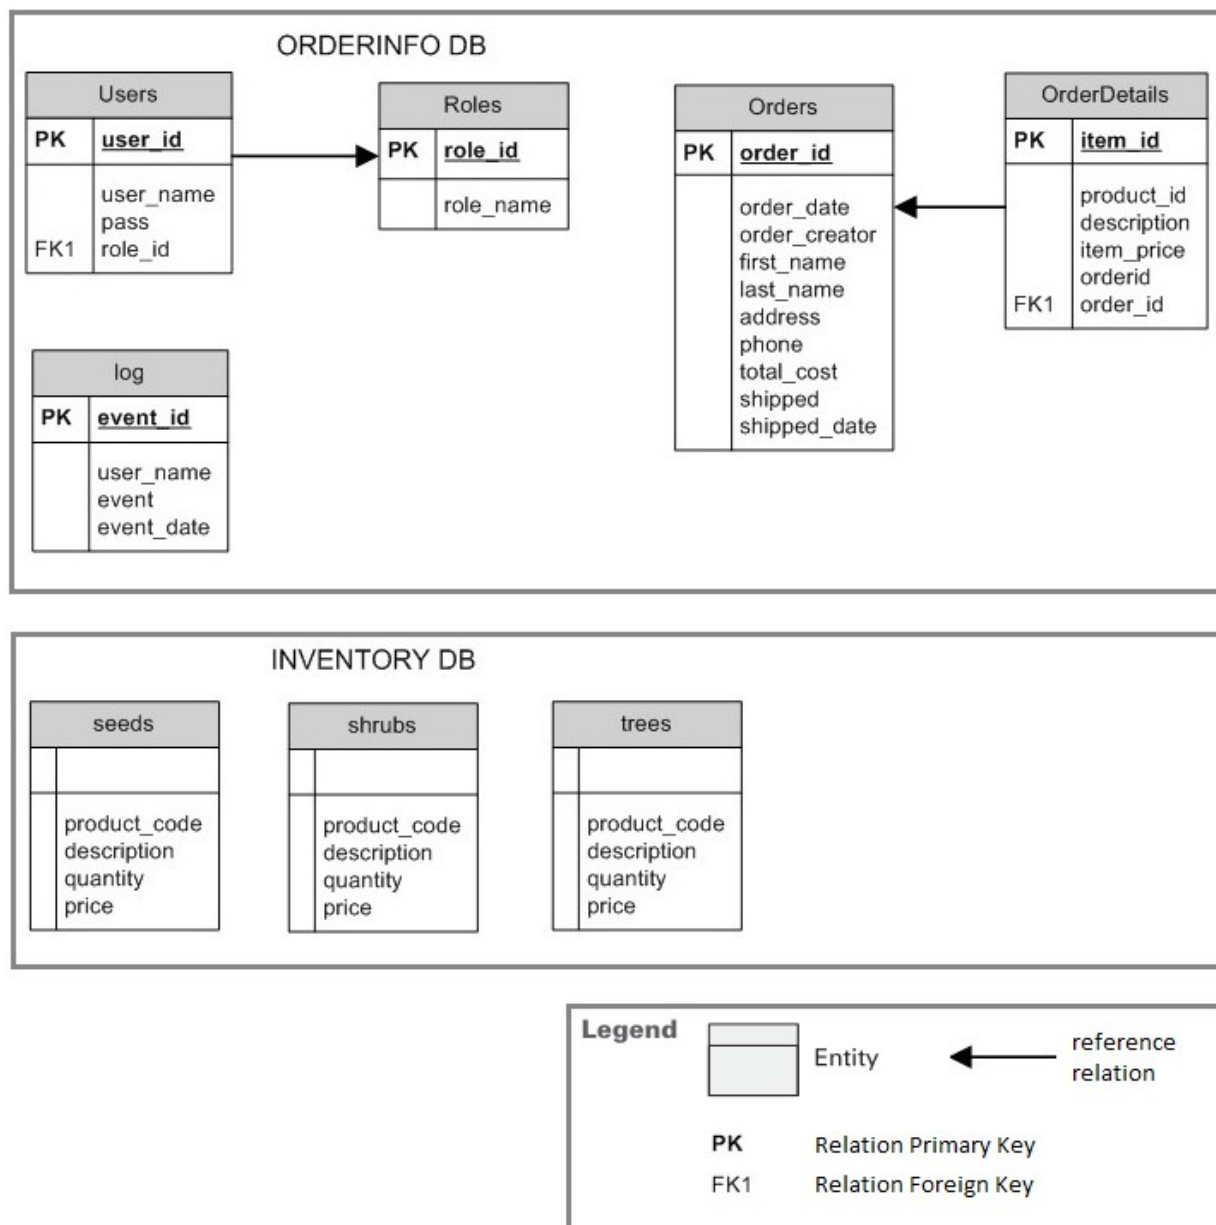 ORDERINFO DB
Users
PK user_id
user_name
pass
FK1 role_id
Roles
PK role_id
role_name
Orders
PK order_id
order_date
order_creator
first_name
last_name
address
phone
total_cost
shipped
shipped_date
OrderDetails
PK item_id
product_id
description
item_price
orderid
FK1 order_id
log
PK event_id
user_name
event
event_date
INVENTORY DB
seeds
product_code
description
quantity
price
shrubs
product_code
description
quantity
price
trees
product_code
description
quantity
price
Legend
Entity
reference
relation
PK Relation Primary Key
FK1 Relation Foreign Key